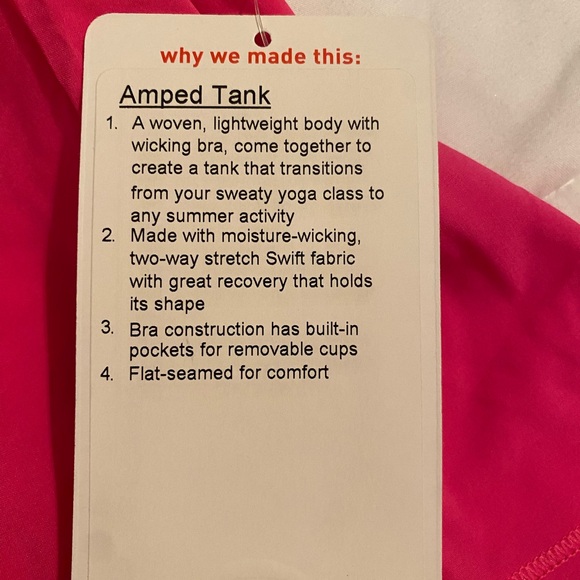 why we made this:
Amped Tank
1. A woven, lightweight body with
wicking bra, come together to
create a tank that transitions
from your sweaty yoga class to
any summer activity
2. Made with moisture-wicking,
two-way stretch Swift fabric
with great recovery that holds
its shape
3. Bra construction has built-in
pockets for removable cups
4. Flat-seamed for comfort